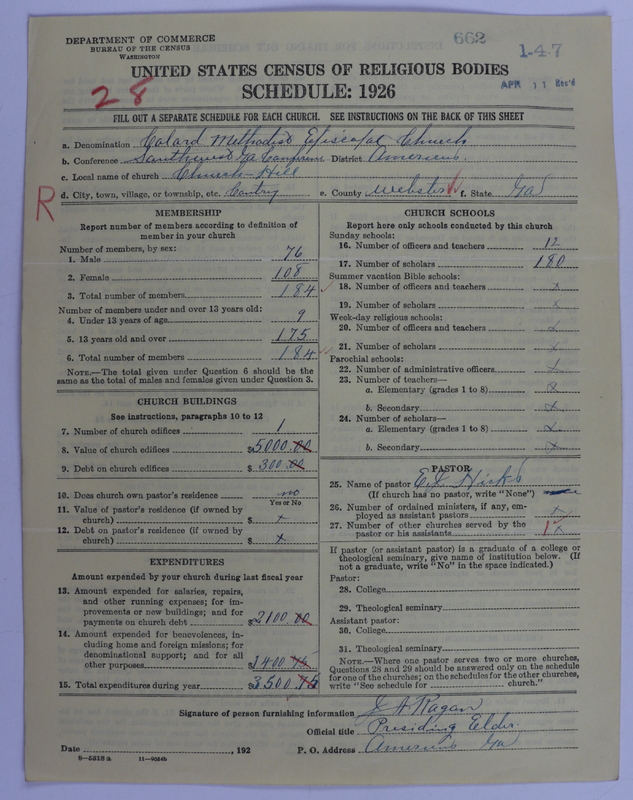 DEPARTMENT OF COMMERCE
BUREAU OF THE CENSUS
WASHINGTON
662
1-47
APR 11 Rec'd
UNITED STATES CENSUS OF RELIGIOUS BODIES
SCHEDULE: 1926
28
FILL OUT A SEPARATE SCHEDULE FOR EACH CHURCH. SEE INSTRUCTIONS ON THE BACK OF THIS SHEET
a. Denomination Colard Methodist Episcopal Church
b. Conference Southwest Ga Conference District Americus.
c. Local name of church Church-Hill
R
d. City, town, village, or township, etc. Contry e. County Webster f. State Ga
MEMBERSHIP
Report number of members according to definition of
member in your church
Number of members, by sex:
1. Male 76
2. Female 108
3. Total number of members 184
Number of members under and over 13 years old:
4. Under 13 years of age 9
5. 13 years old and over 175
6. Total number of members 184
NOTE.—The total given under Question 6 should be
same as the total of males and females given under Question 3.
CHURCH BUILDINGS
See instructions, paragraphs 10 to 12
7. Number of church edifices 1
8. Value of church edifices $5000.00
9. Debt on church edifices $ 300.00
10. Does church own pastor's residence no
Yes or No
11. Value of pastor's residence (if owned by
church) $ x
12. Debt on pastor's residence (if owned by
church) $ x
EXPENDITURES
Amount expended by your church during last fiscal year
13. Amount expended for salaries, repairs,
and other running expenses; for im-
provements or new buildings; and for
payments on church debt $2100.00
14. Amount expended for benevolences, in-
cluding home and foreign missions; for
denominational support; and for all
other purposes $1400.75
15. Total expenditures during year $3500.75
CHURCH SCHOOLS
Report here only schools conducted by this church
Sunday schools:
16. Number of officers and teachers 12
17. Number of scholars 180
Summer vacation Bible schools:
18. Number of officers and teachers x
19. Number of scholars x
Week-day religious schools:
20. Number of officers and teachers x
21. Number of scholars x
Parochial schools:
22. Number of administrative officers x
23. Number of teachers—
a. Elementary (grades 1 to 8) x
b. Secondary x
24. Number of scholars—
a. Elementary (grades 1 to 8) x
b. Secondary x
PASTOR
25. Name of pastor Hicks
(If church has no pastor, write "None")
26. Number of ordained ministers, if any, em-
ployed as assistant pastors x
27. Number of other churches served by the
pastor or his assistants 1 x
If pastor (or assistant pastor) is a graduate of a college or
theological seminary, give name of institution below. (If
not a graduate, write "No" in the space indicated.)
Pastor:
28. College
29. Theological seminary
Assistant pastor:
30. College
31. Theological seminary
NOTE.—Where one pastor serves two or more churches,
Questions 28 and 29 should be answered only on the schedule
for one of the churches; on the schedules for the other churches,
write "See schedule for church."
Signature of person furnishing information J H Ragan
Official title Presiding Elder
Date , 192 P. O. Address Americus Ga
8—5313 a 11—9554b